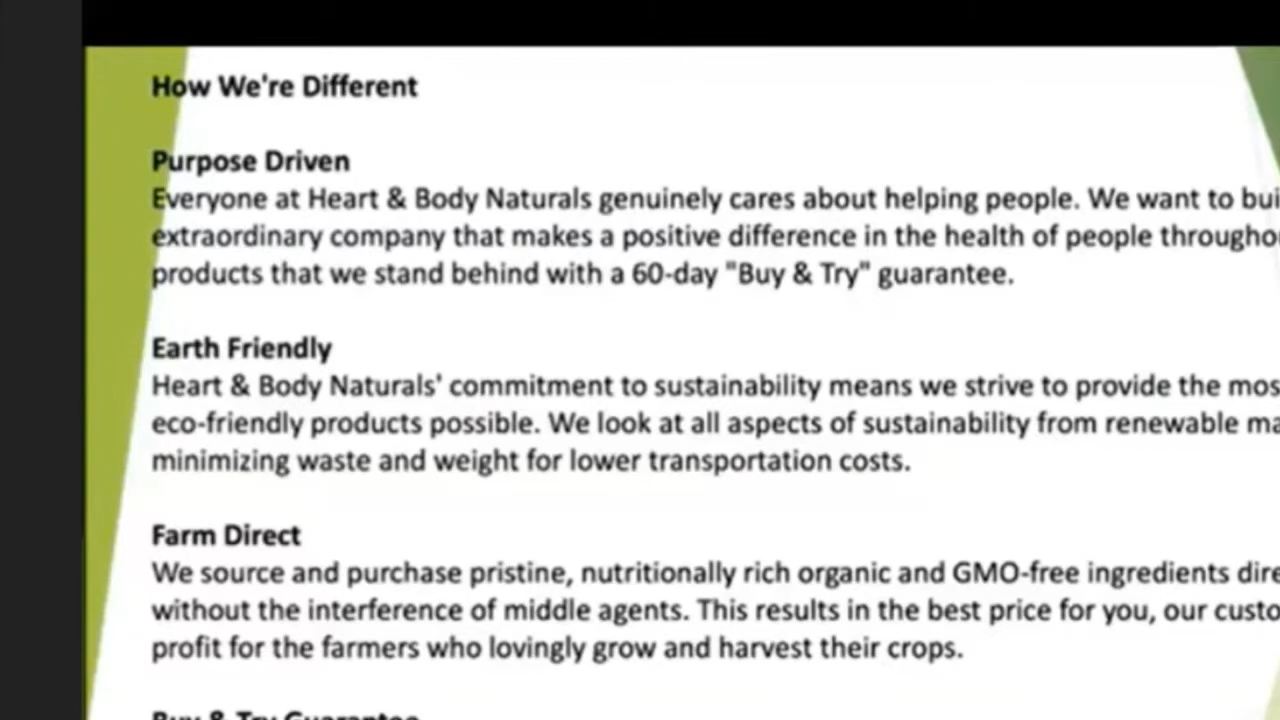 How We're Different
Purpose Driven
Everyone at Heart & Body Naturals genuinely cares about helping people. We want to
extraordinary company that makes a positive difference in the health of people
products that we stand behind with a 60-day "Buy & Try" guarantee.
Earth Friendly
Heart & Body Naturals' commitment to sustainability means we strive to provide the
eco-friendly products possible. We look at all aspects of sustainability from renewable
minimizing waste and weight for lower transportation costs.
Farm Direct
We source and purchase pristine, nutritionally rich organic and GMO-free ingredients
without the interference of middle agents. This results in the best price for you, our
profit for the farmers who lovingly grow and harvest their crops.
Buy & Try Guarantee